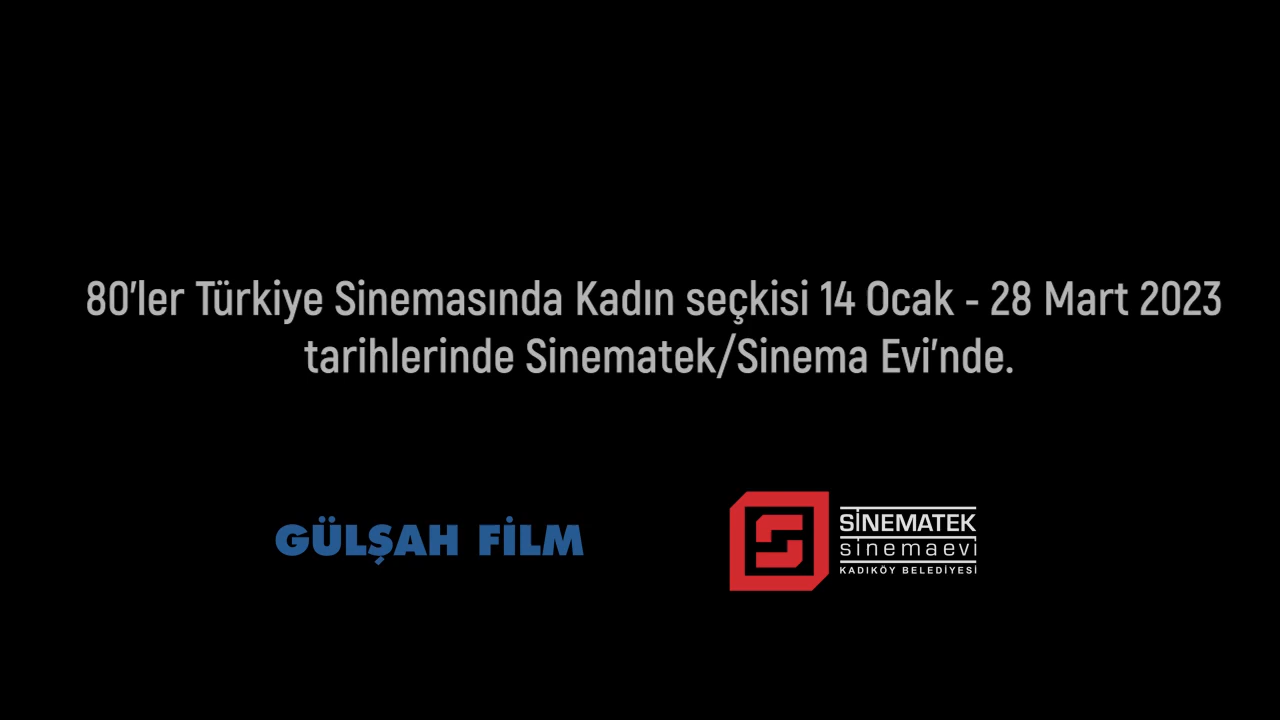 80'ler Türkiye Sinemasında Kadın seçkisi 14 Ocak - 28 Mart 2023
tarihlerinde Sinematek/Sinema Evi'nde.
GÜLŞAH FİLM
SİNEMATEK
sinemaevi
KADIKÖY BELEDİYESİ